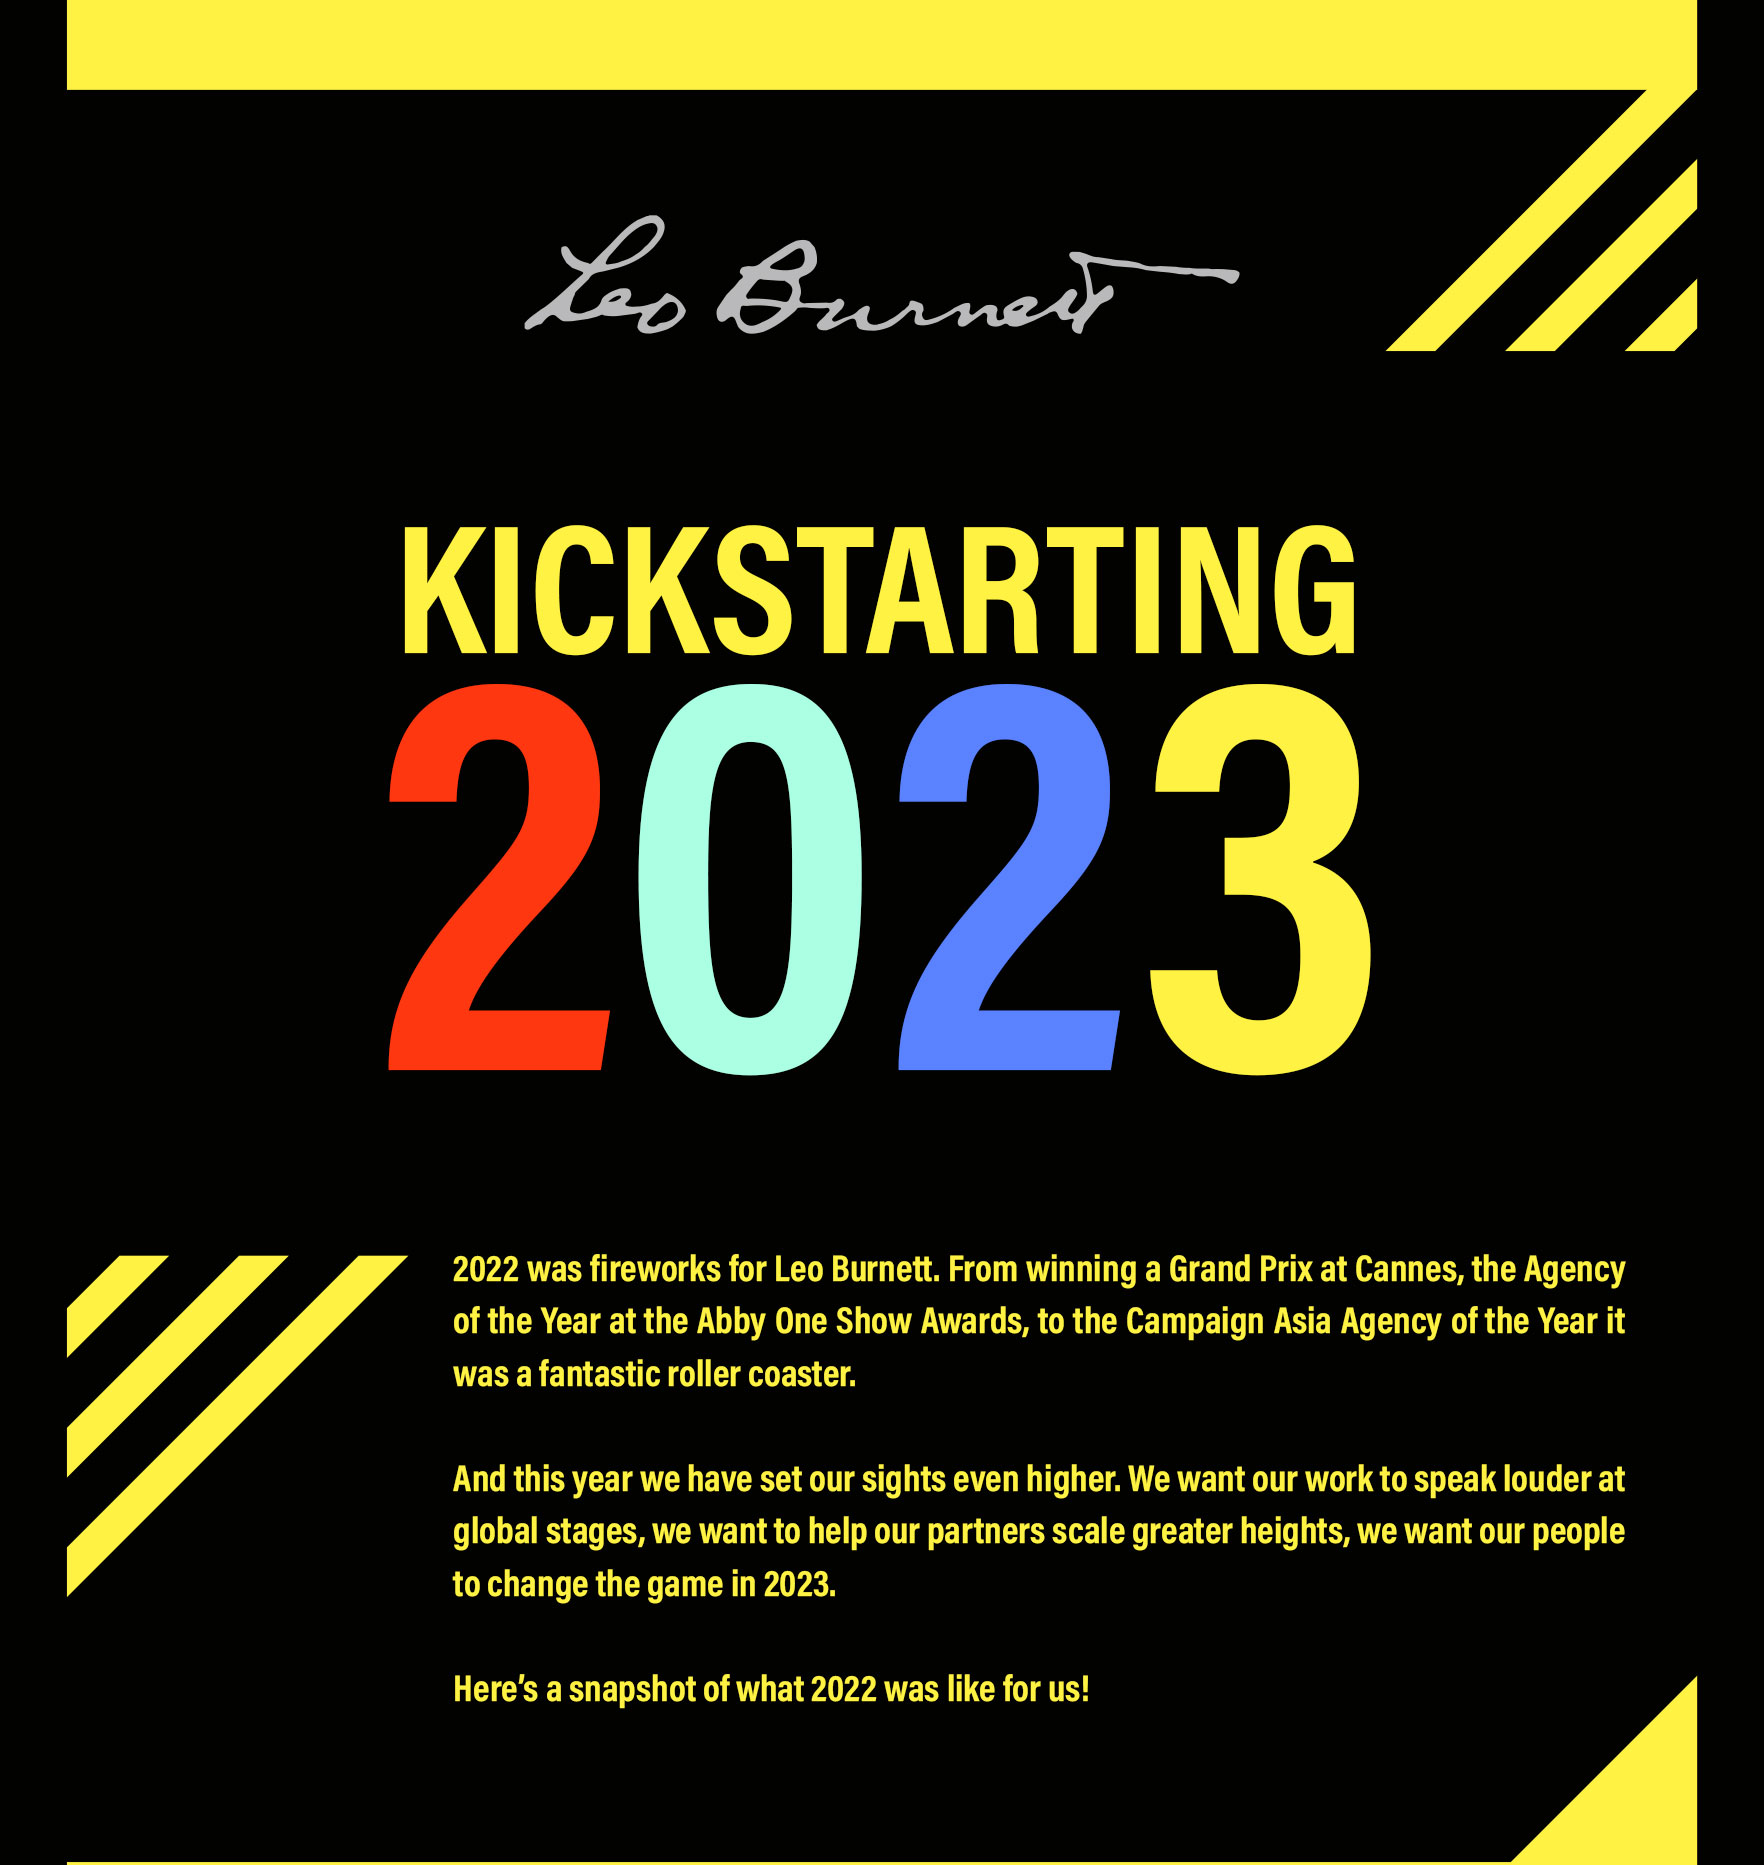 Leo Burnett
KICKSTARTING
2023
2022 was fireworks for Leo Burnett. From winning a Grand Prix at Cannes, the Agency
of the Year at the Abby One Show Awards, to the Campaign Asia Agency of the Year it
was a fantastic roller coaster.
And this year we have set our sights even higher. We want our work to speak louder at
global stages, we want to help our partners scale greater heights, we want our people
to change the game in 2023.
Here’s a snapshot of what 2022 was like for us!